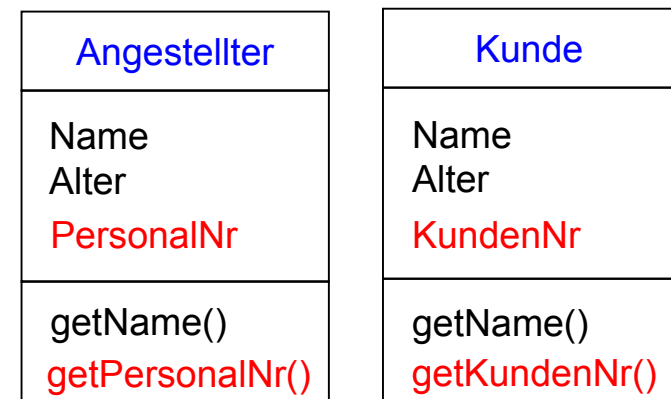 Angestellter
Name
Alter
PersonalNr
getName()
getPersonalNr()
Kunde
Name
Alter
KundenNr
getName()
getKundenNr()